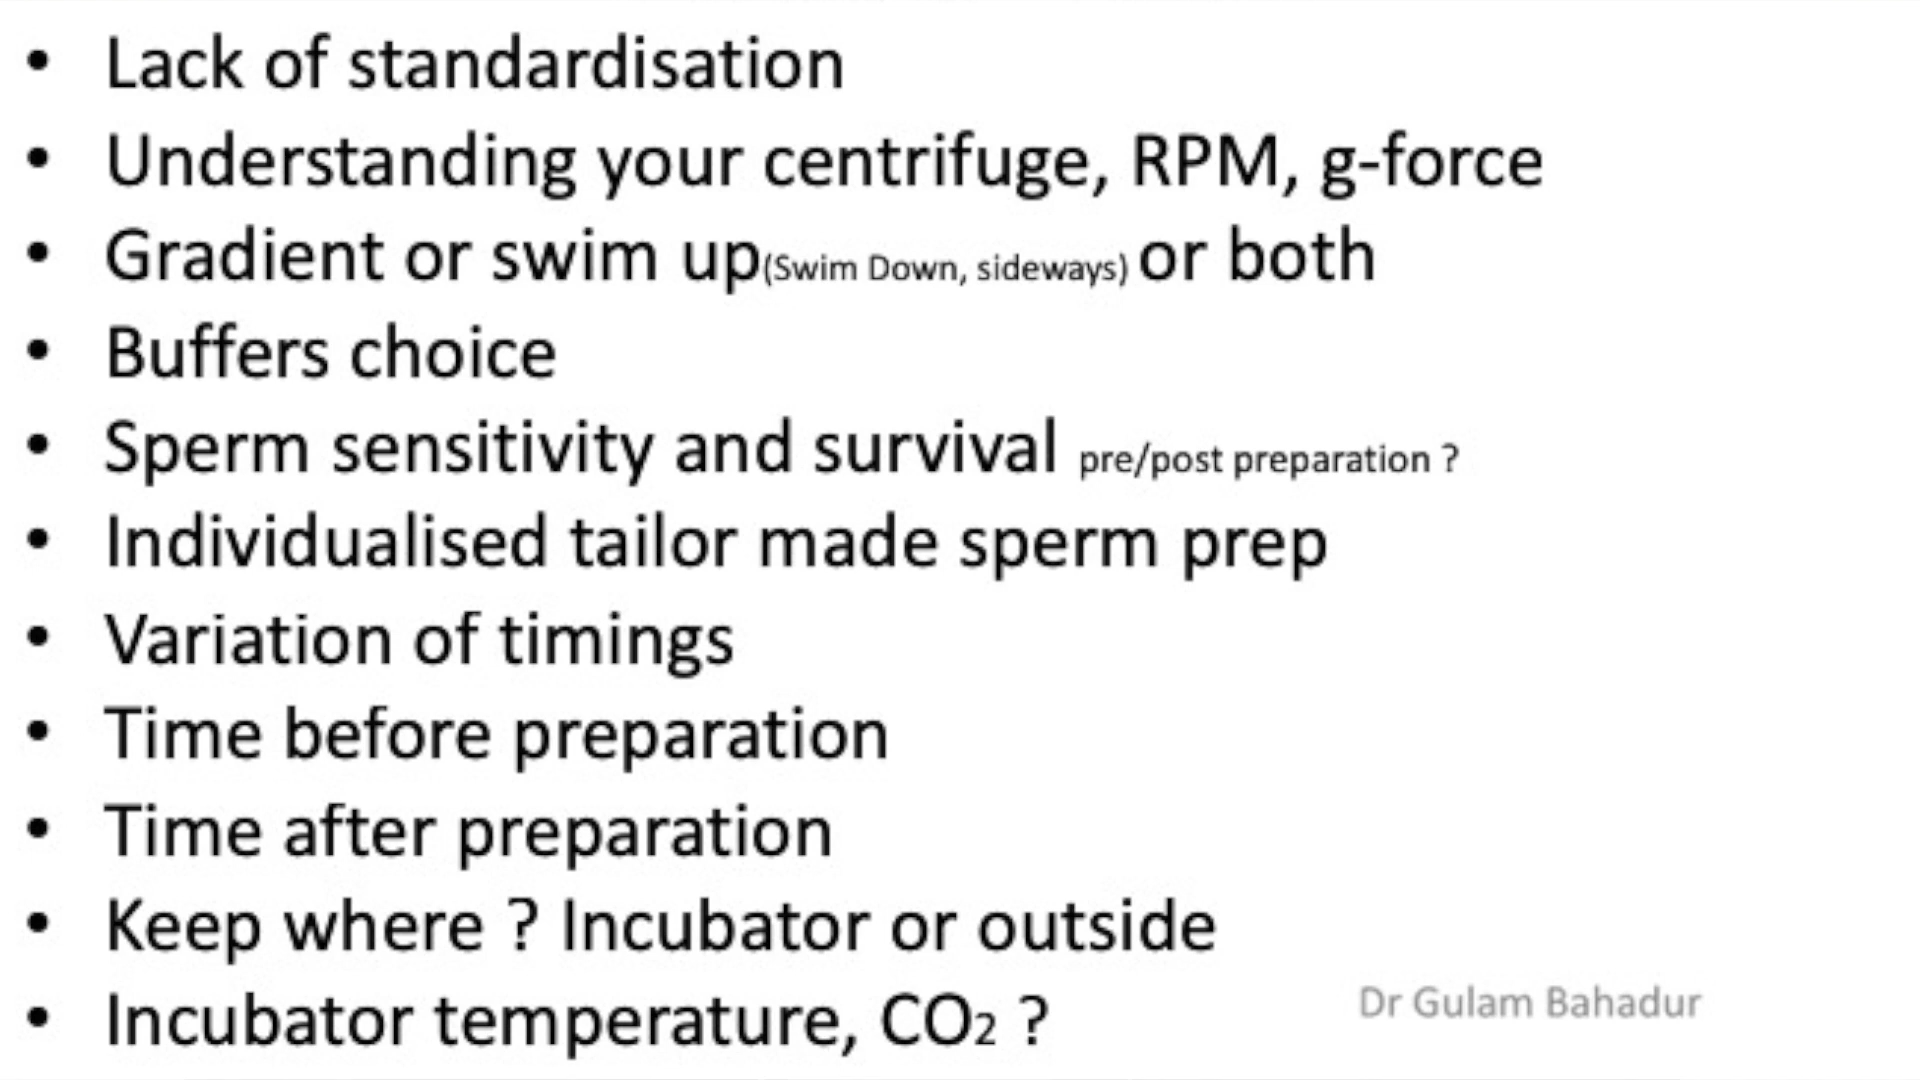 • Lack of standardisation
• Understanding your centrifuge, RPM, g-force
• Gradient or swim up(Swim Down, sideways) or both
• Buffers choice
• Sperm sensitivity and survival pre/post preparation ?
• Individualised tailor made sperm prep
• Variation of timings
• Time before preparation
• Time after preparation
• Keep where ? Incubator or outside
• Incubator temperature, CO2 ?
Dr Gulam Bahadur